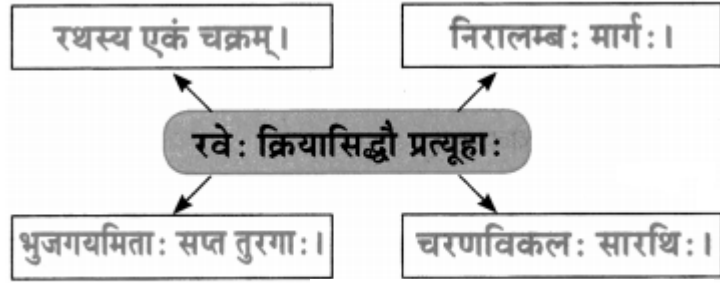 रथस्य एकं चक्रम्।
निरालम्बः मार्गः।
रवेः क्रियासिद्धौ प्रत्यूहाः
भुजगयमिताः सप्त तुरगाः।
चरणविकलः सारथिः।